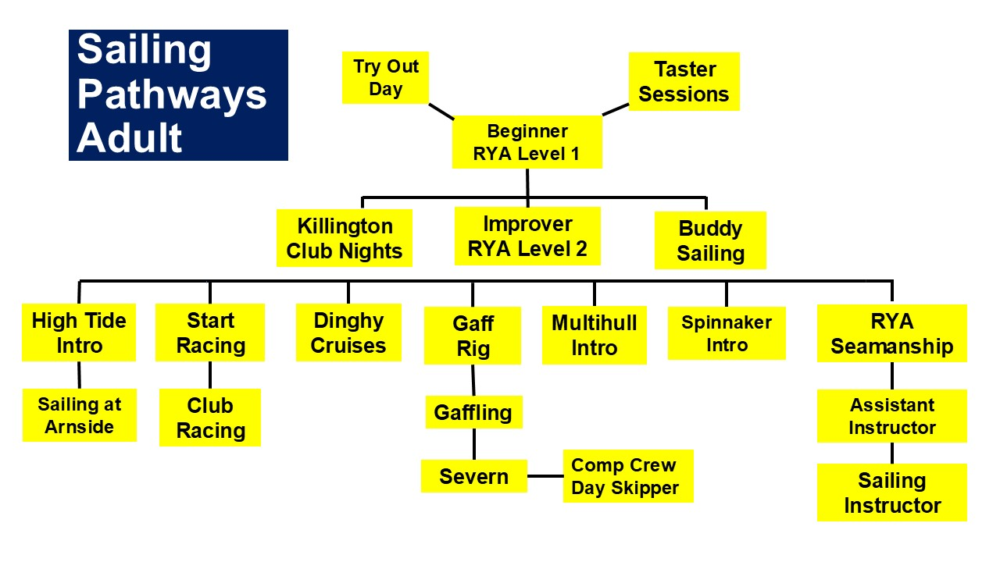 Sailing
Pathways
Adult
Try Out
Day
Taster
Sessions
Beginner
RYA Level 1
Killington
Club Nights
Improver
RYA Level 2
Buddy
Sailing
High Tide
Intro
Start
Racing
Dinghy
Cruises
Gaff
Rig
Multihull
Intro
Spinnaker
Intro
RYA
Seamanship
Sailing at
Arnside
Club
Racing
Gaffling
Assistant
Instructor
Severn
Comp Crew
Day Skipper
Sailing
Instructor